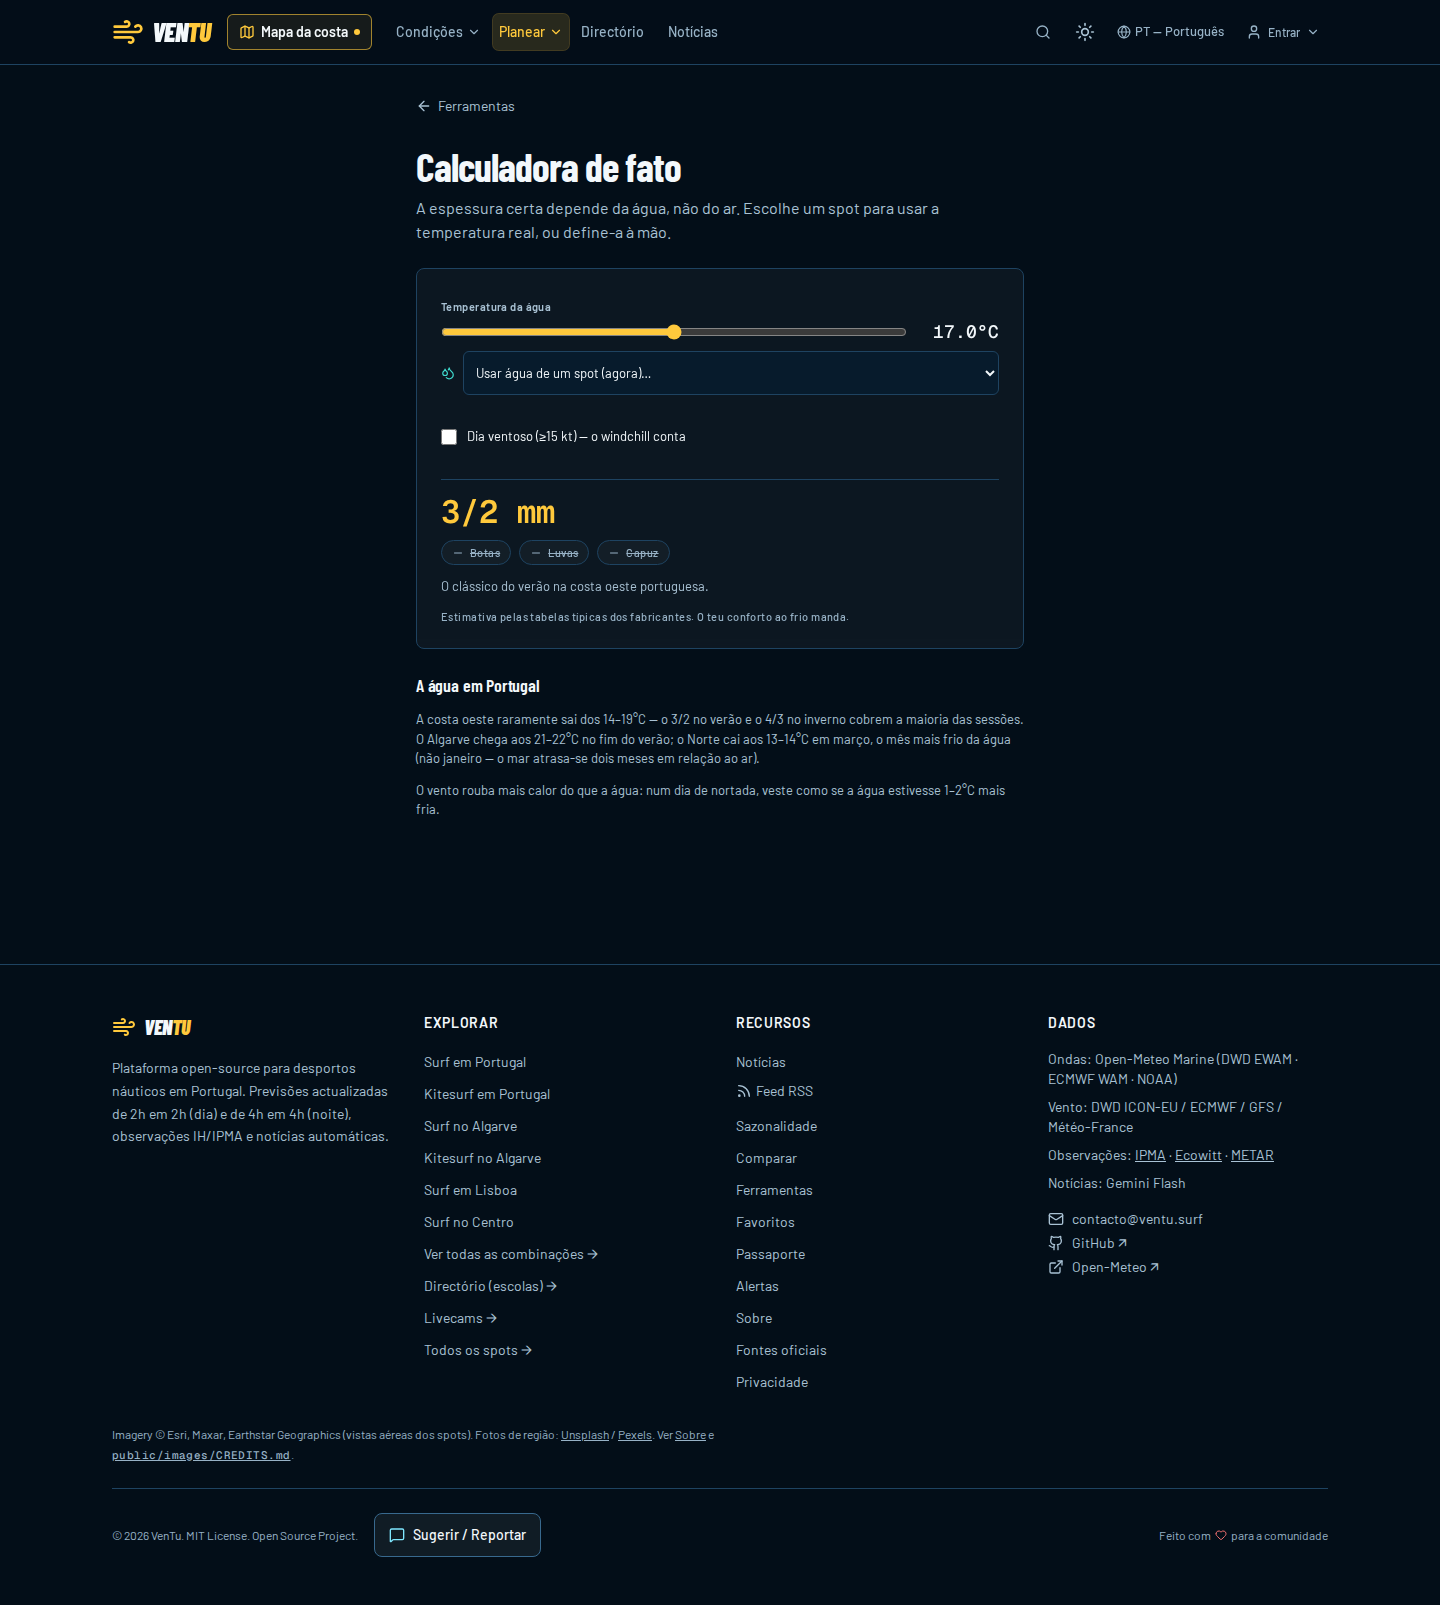 VENTU
Mapa da costa
Condições
Planear
Directório
Notícias
PT — Português
Entrar
Ferramentas
Calculadora de fato
A espessura certa depende da água, não do ar. Escolhe um spot para usar a
temperatura real, ou define-a à mão.
Temperatura da água
17.0°C
Usar água de um spot (agora)…
Dia ventoso (≥15 kt) — o windchill conta
3/2 mm
— Botas
— Luvas
— Capuz
O clássico do verão na costa oeste portuguesa.
Estimativa pelas tabelas típicas dos fabricantes. O teu conforto ao frio manda.
A água em Portugal
A costa oeste raramente sai dos 14–19°C — o 3/2 no verão e o 4/3 no inverno cobrem a maioria das sessões.
O Algarve chega aos 21–22°C no fim do verão; o Norte cai aos 13–14°C em março, o mês mais frio da água
(não janeiro — o mar atrasa-se dois meses em relação ao ar).
O vento rouba mais calor do que a água: num dia de nortada, veste como se a água estivesse 1–2°C mais
fria.
VENTU
Plataforma open-source para desportos
náuticos em Portugal. Previsões actualizadas
de 2h em 2h (dia) e de 4h em 4h (noite),
observações IH/IPMA e notícias automáticas.
EXPLORAR
Surf em Portugal
Kitesurf em Portugal
Surf no Algarve
Kitesurf no Algarve
Surf em Lisboa
Surf no Centro
Ver todas as combinações →
Directório (escolas) →
Livecams →
Todos os spots →
RECURSOS
Notícias
Feed RSS
Sazonalidade
Comparar
Ferramentas
Favoritos
Passaporte
Alertas
Sobre
Fontes oficiais
Privacidade
DADOS
Ondas: Open-Meteo Marine (DWD EWAM ·
ECMWF WAM · NOAA)
Vento: DWD ICON-EU / ECMWF / GFS /
Météo-France
Observações: IPMA · Ecowitt · METAR
Notícias: Gemini Flash
contacto@ventu.surf
GitHub
Open-Meteo
Imagery © Esri, Maxar, Earthstar Geographics (vistas aéreas dos spots). Fotos de região: Unsplash / Pexels. Ver Sobre e
public/images/CREDITS.md.
© 2026 VenTu. MIT License. Open Source Project.
Sugerir / Reportar
Feito com ♡ para a comunidade